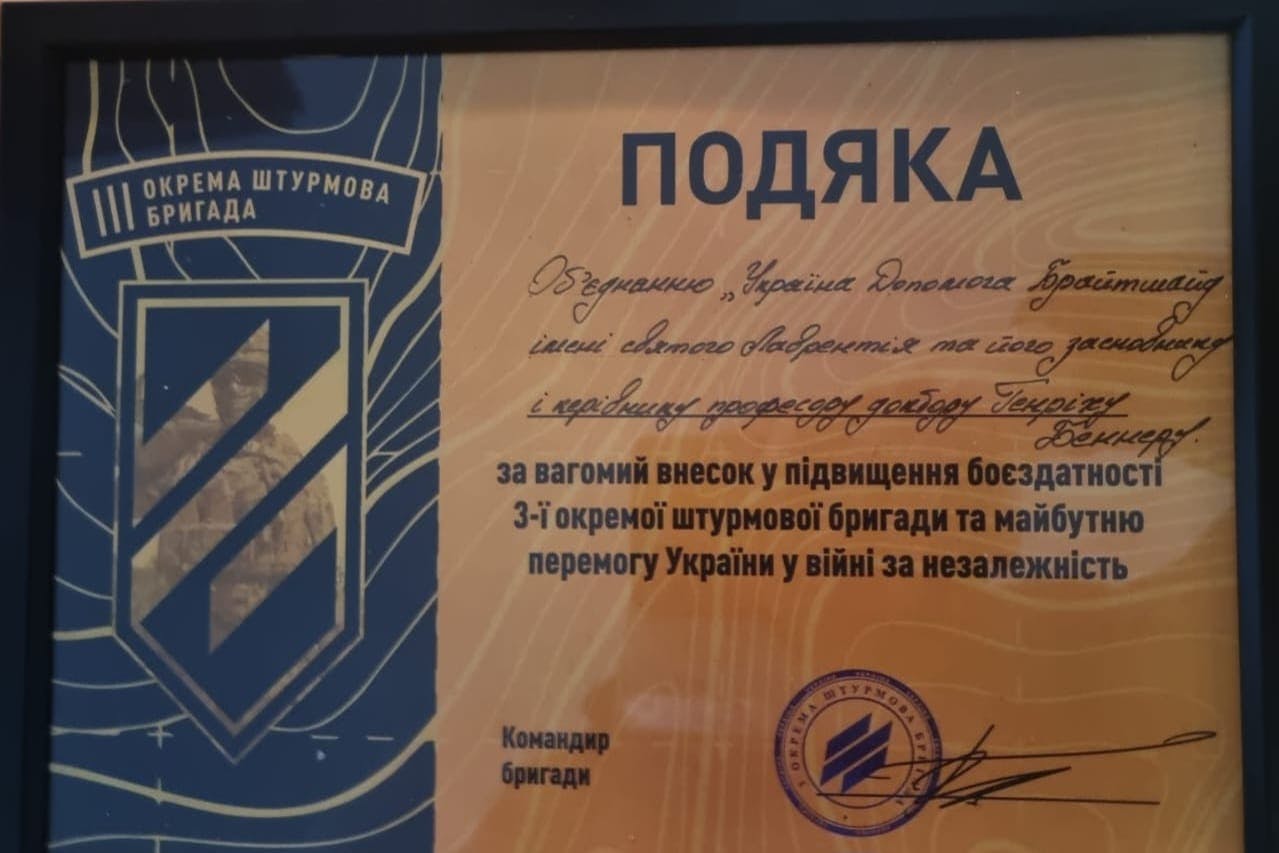 III ОКРЕМА ШТУРМОВА
БРИГАДА
ПОДЯКА
Об'єднанню „Україна Допомога Брайтшайд
імені святого Лаврентія та його засновнику
і керівнику професору доктору Генріху
Беннеру.
за вагомий внесок у підвищення боєздатності
3-ї окремої штурмової бригади та майбутню
перемогу України у війні за незалежність
Командир
бригади
ОКРЕМА ШТУРМОВА